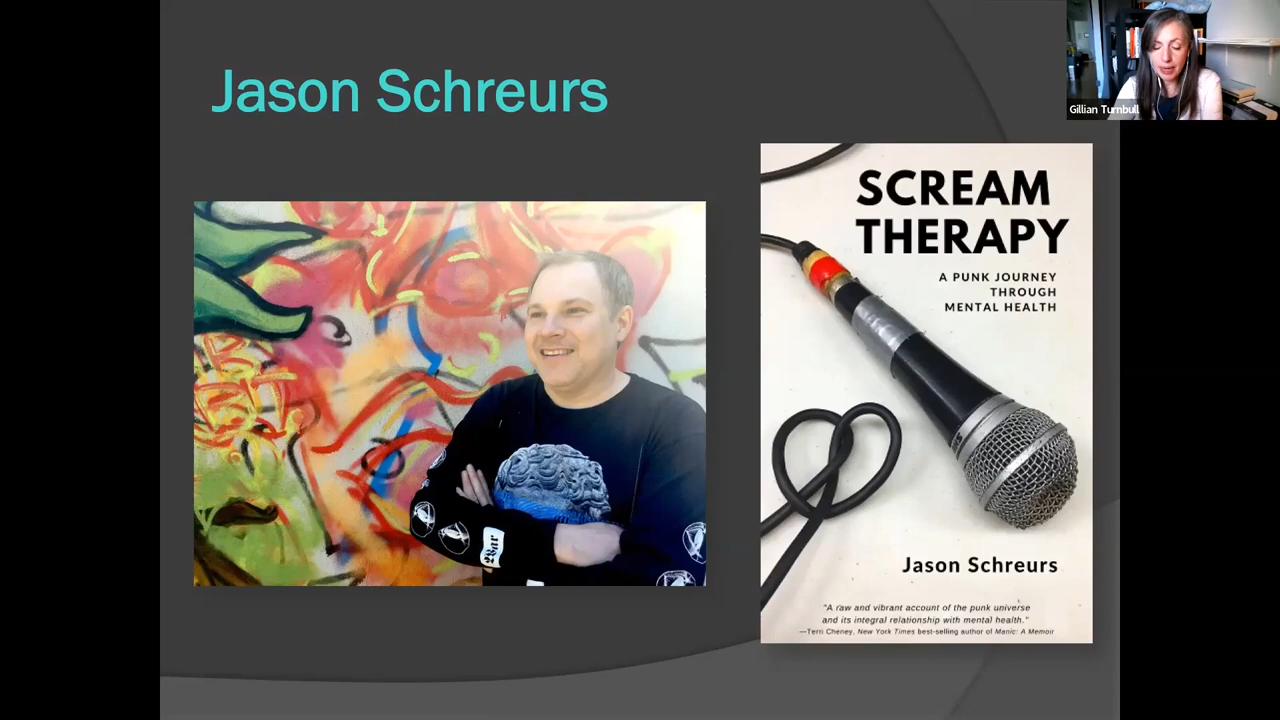 Jason Schreurs
Gillian Turnbull
SCREAM
THERAPY
A PUNK JOURNEY
THROUGH
MENTAL HEALTH
Jason Schreurs
"A raw and vibrant account of the punk universe
and its integral relationship with mental health."
—Terri Cheney, New York Times best-selling author of Manic: A Memoir